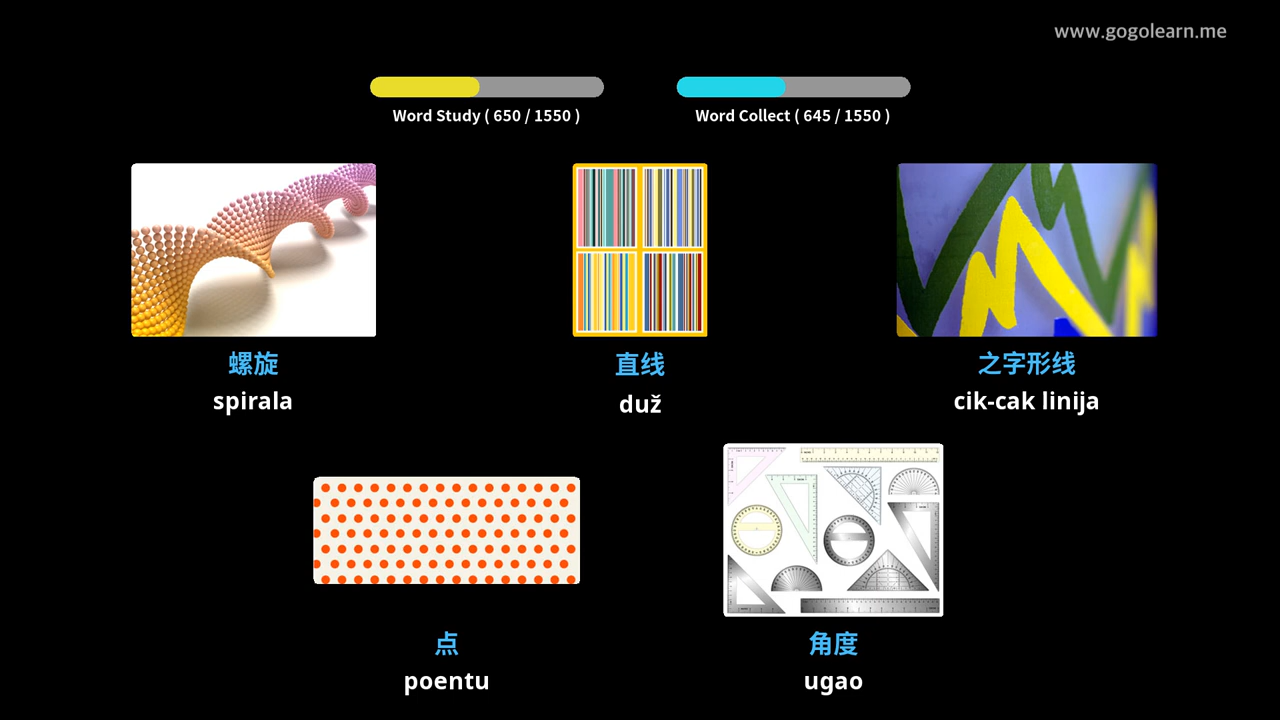 www.gogolearn.me
Word Study ( 650 / 1550 )
Word Collect ( 645 / 1550 )
螺旋
spirala
直线
duž
之字形线
cik-cak linija
点
poentu
角度
ugao